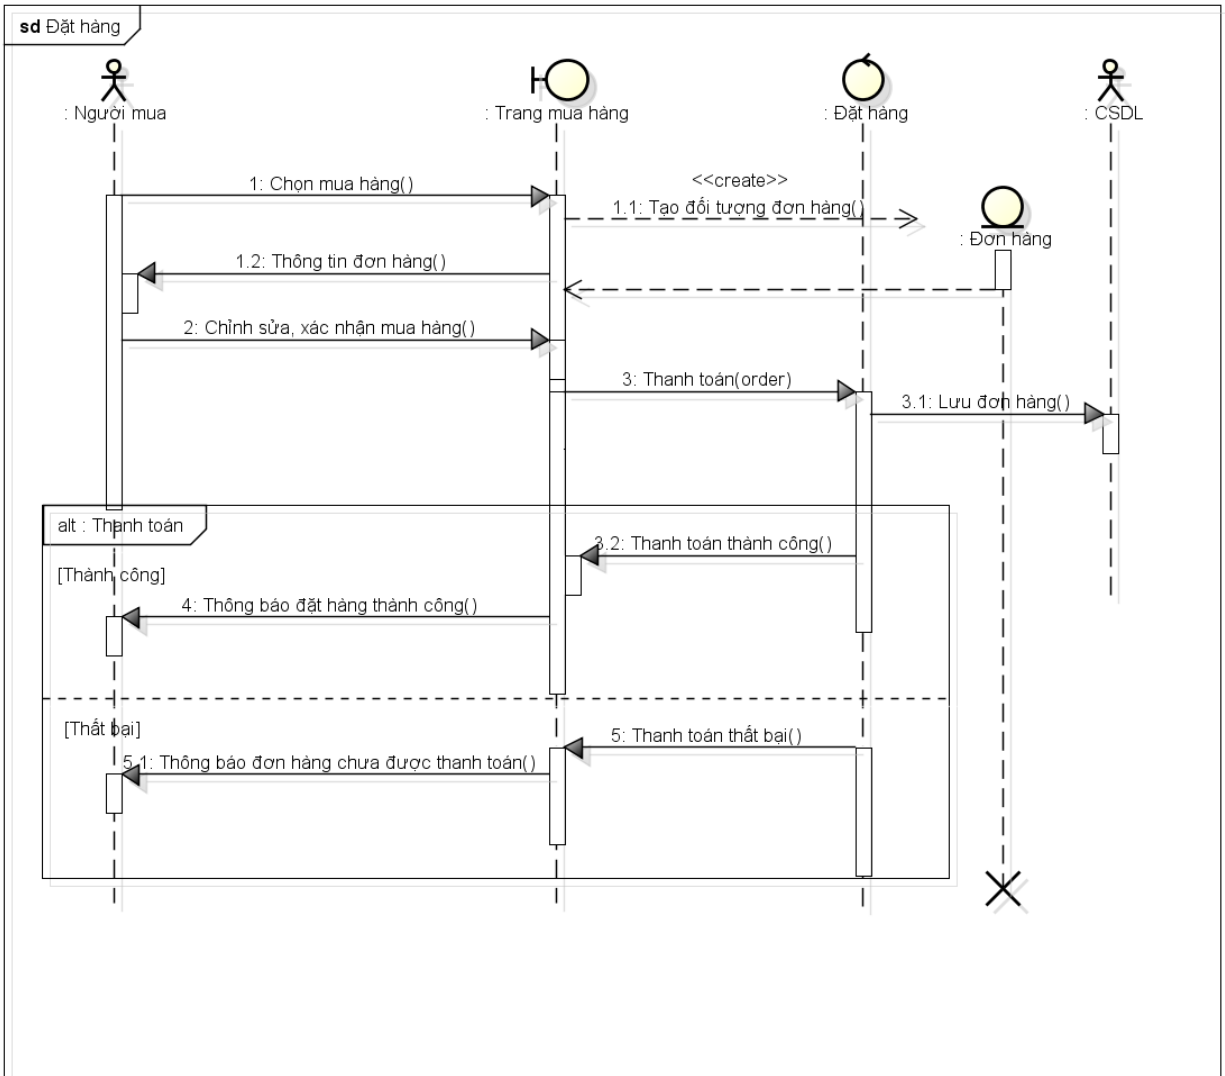 sd Đặt hàng
: Người mua
: Trang mua hàng
: Đặt hàng
: CSDL
1: Chọn mua hàng()
<<create>>
1.1: Tạo đối tượng đơn hàng()
: Đơn hàng
1.2: Thông tin đơn hàng()
2: Chỉnh sửa, xác nhận mua hàng()
3: Thanh toán(order)
3.1: Lưu đơn hàng()
alt : Thanh toán
3.2: Thanh toán thành công()
[Thành công]
4: Thông báo đặt hàng thành công()
[Thất bại]
5: Thanh toán thất bại()
5.1: Thông báo đơn hàng chưa được thanh toán()